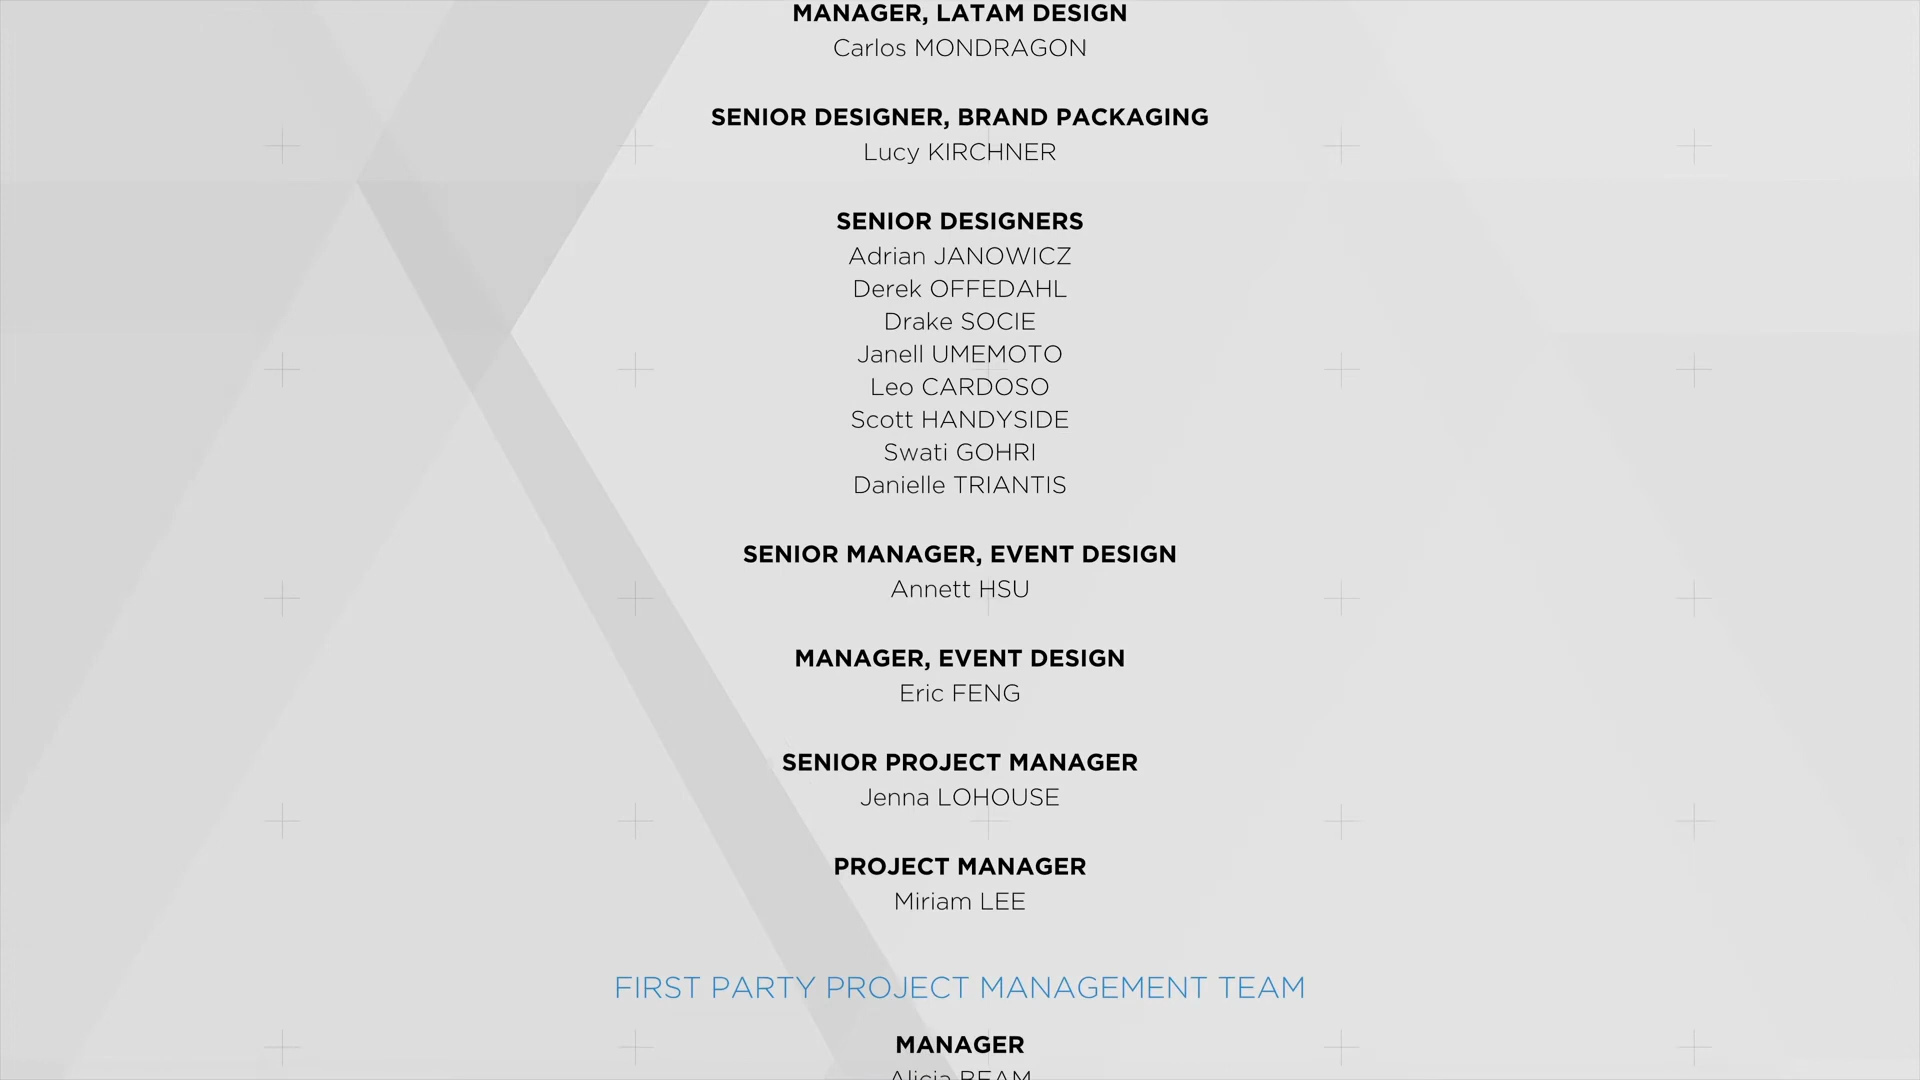 MANAGER, LATAM DESIGN
Carlos MONDRAGON
SENIOR DESIGNER, BRAND PACKAGING
Lucy KIRCHNER
SENIOR DESIGNERS
Adrian JANOWICZ
Derek OFFEDAHL
Drake SOCIE
Janell UMEMOTO
Leo CARDOSO
Scott HANDYSIDE
Swati GOHRI
Danielle TRIANTIS
SENIOR MANAGER, EVENT DESIGN
Annett HSU
MANAGER, EVENT DESIGN
Eric FENG
SENIOR PROJECT MANAGER
Jenna LOHOUSE
PROJECT MANAGER
Miriam LEE
FIRST PARTY PROJECT MANAGEMENT TEAM
MANAGER
Alicia